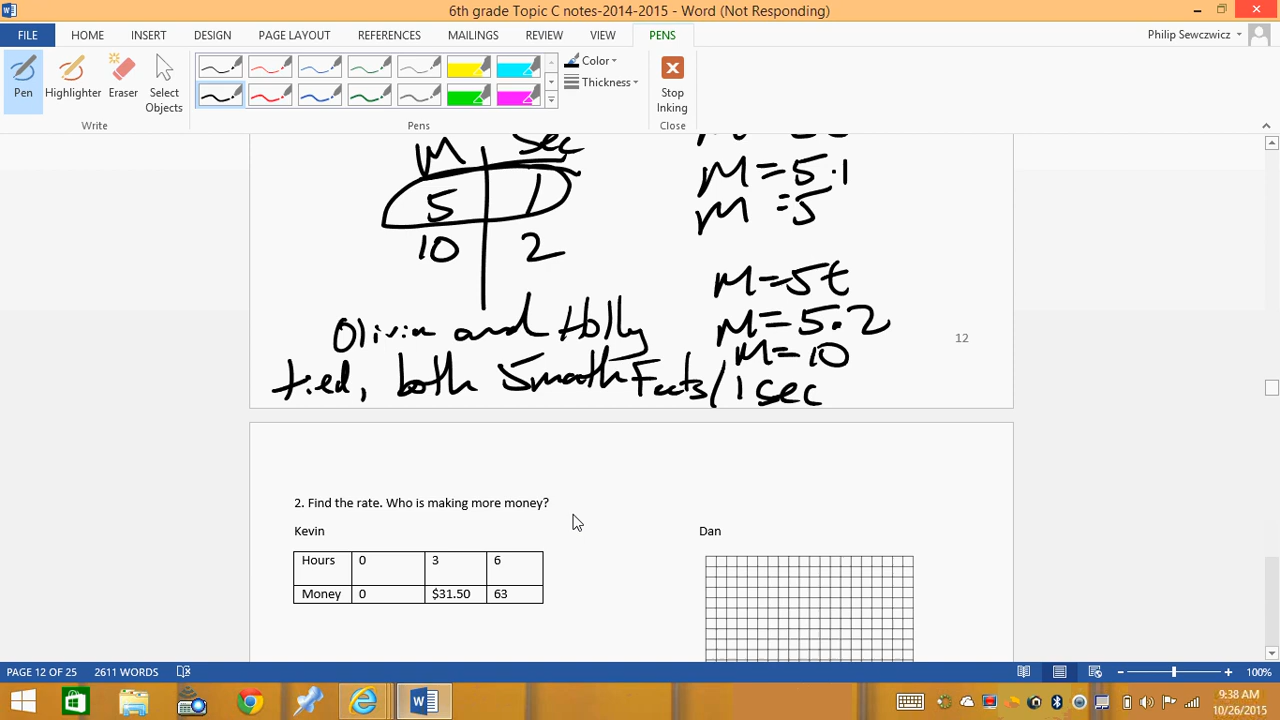 6th grade Topic C notes-2014-2015 - Word (Not Responding)
FILE HOME INSERT DESIGN PAGE LAYOUT REFERENCES MAILINGS REVIEW VIEW PENS Philip Sewczwicz
Pen Highlighter Eraser Select Objects
Color
Thickness
Stop Inking
Write Pens Close
M sec
5 1
10 2
M = 5·1
M = 5
M = 5t
M = 5·2
M = 10
Olivia and Holly
tied, both 5 math Facts/1 sec
12
2. Find the rate. Who is making more money?
Kevin Dan
Hours 0 3 6
Money 0 $31.50 63
PAGE 12 OF 25 2611 WORDS 100%
9:38 AM
10/26/2015